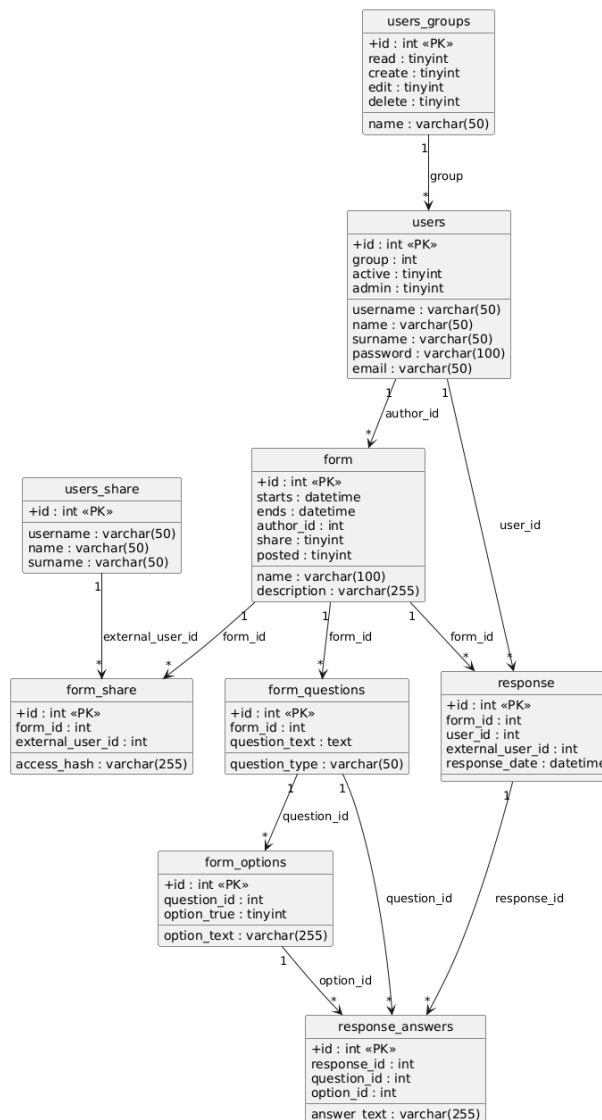 users_groups
+id : int «PK»
read : tinyint
create : tinyint
edit : tinyint
delete : tinyint
name : varchar(50)
1
group
*
users
+id : int «PK»
group : int
active : tinyint
admin : tinyint
username : varchar(50)
name : varchar(50)
surname : varchar(50)
password : varchar(100)
email : varchar(50)
1
1
author_id
*
form
+id : int «PK»
starts : datetime
ends : datetime
author_id : int
share : tinyint
posted : tinyint
name : varchar(100)
description : varchar(255)
users_share
+id : int «PK»
username : varchar(50)
name : varchar(50)
surname : varchar(50)
user_id
1
1
1
1
external_user_id
form_id
form_id
form_id
*
*
*
*
*
form_share
+id : int «PK»
form_id : int
external_user_id : int
access_hash : varchar(255)
form_questions
+id : int «PK»
form_id : int
question_text : text
question_type : varchar(50)
response
+id : int «PK»
form_id : int
user_id : int
external_user_id : int
response_date : datetime
1
1
1
question_id
*
form_options
+id : int «PK»
question_id : int
option_true : tinyint
option_text : varchar(255)
question_id
response_id
1
option_id
*
*
*
response_answers
+id : int «PK»
response_id : int
question_id : int
option_id : int
answer_text : varchar(255)